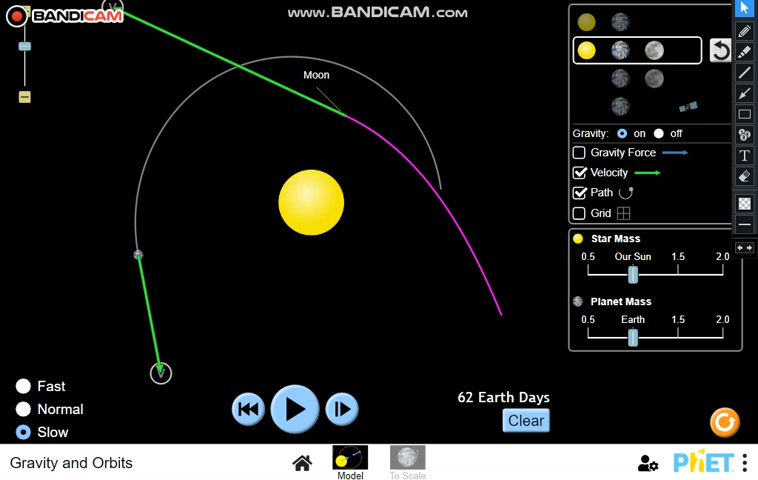 BANDICAM
www.BANDICAM.com
V
Moon
V
Gravity: on off
Gravity Force
Velocity
Path
Grid
Star Mass
0.5 Our Sun 1.5 2.0
Planet Mass
0.5 Earth 1.5 2.0
Fast
Normal
Slow
62 Earth Days
Clear
Gravity and Orbits
Model
To Scale
PhET
T